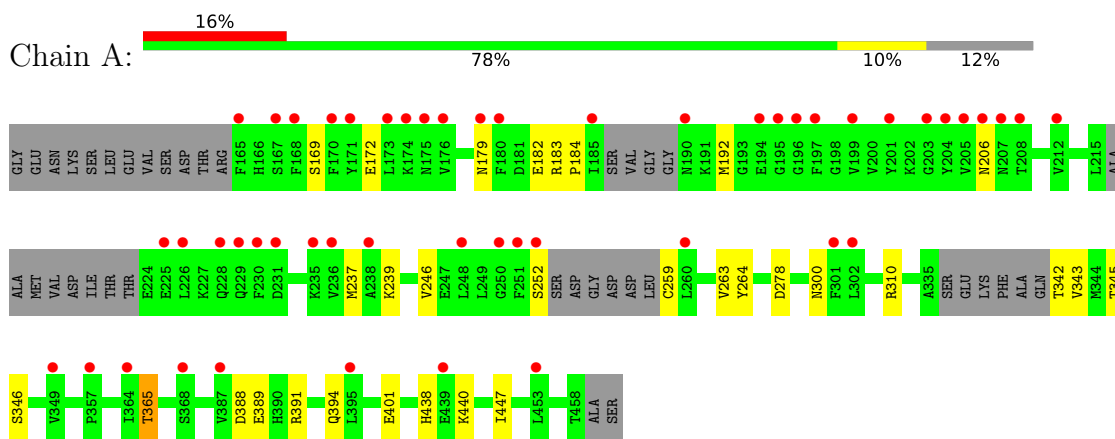 16%
Chain A:
78% 10% 12%
GLY GLU ASN LYS SER LEU GLU VAL SER ASP THR ARG F165 H166 S167 F168 S169 F170 Y171 E172 L173 K174 N175 V176 N179 F180 D181 E182 R183 P184 I185 SER VAL GLY GLY N190 K191 M192 G193 E194 G195 G196 F197 G198 V199 V200 Y201 K202 G203 Y204 V205 N206 N207 T208 V212 L215 ALA
ALA MET VAL ASP ILE THR THR E224 E225 L226 K227 Q228 Q229 F230 D231 K235 V236 M237 A238 K239 V246 E247 L248 L249 G250 F251 S252 SER ASP GLY ASP ASP LEU C259 L260 V263 Y264 D278 N300 F301 L302 R310 A335 SER GLU LYS PHE ALA GLN T342 V343 M344 T345
S346 V349 P357 I364 T365 S368 V387 D388 E389 H390 R391 Q394 L395 E401 H438 E439 K440 I447 L453 T458 ALA SER